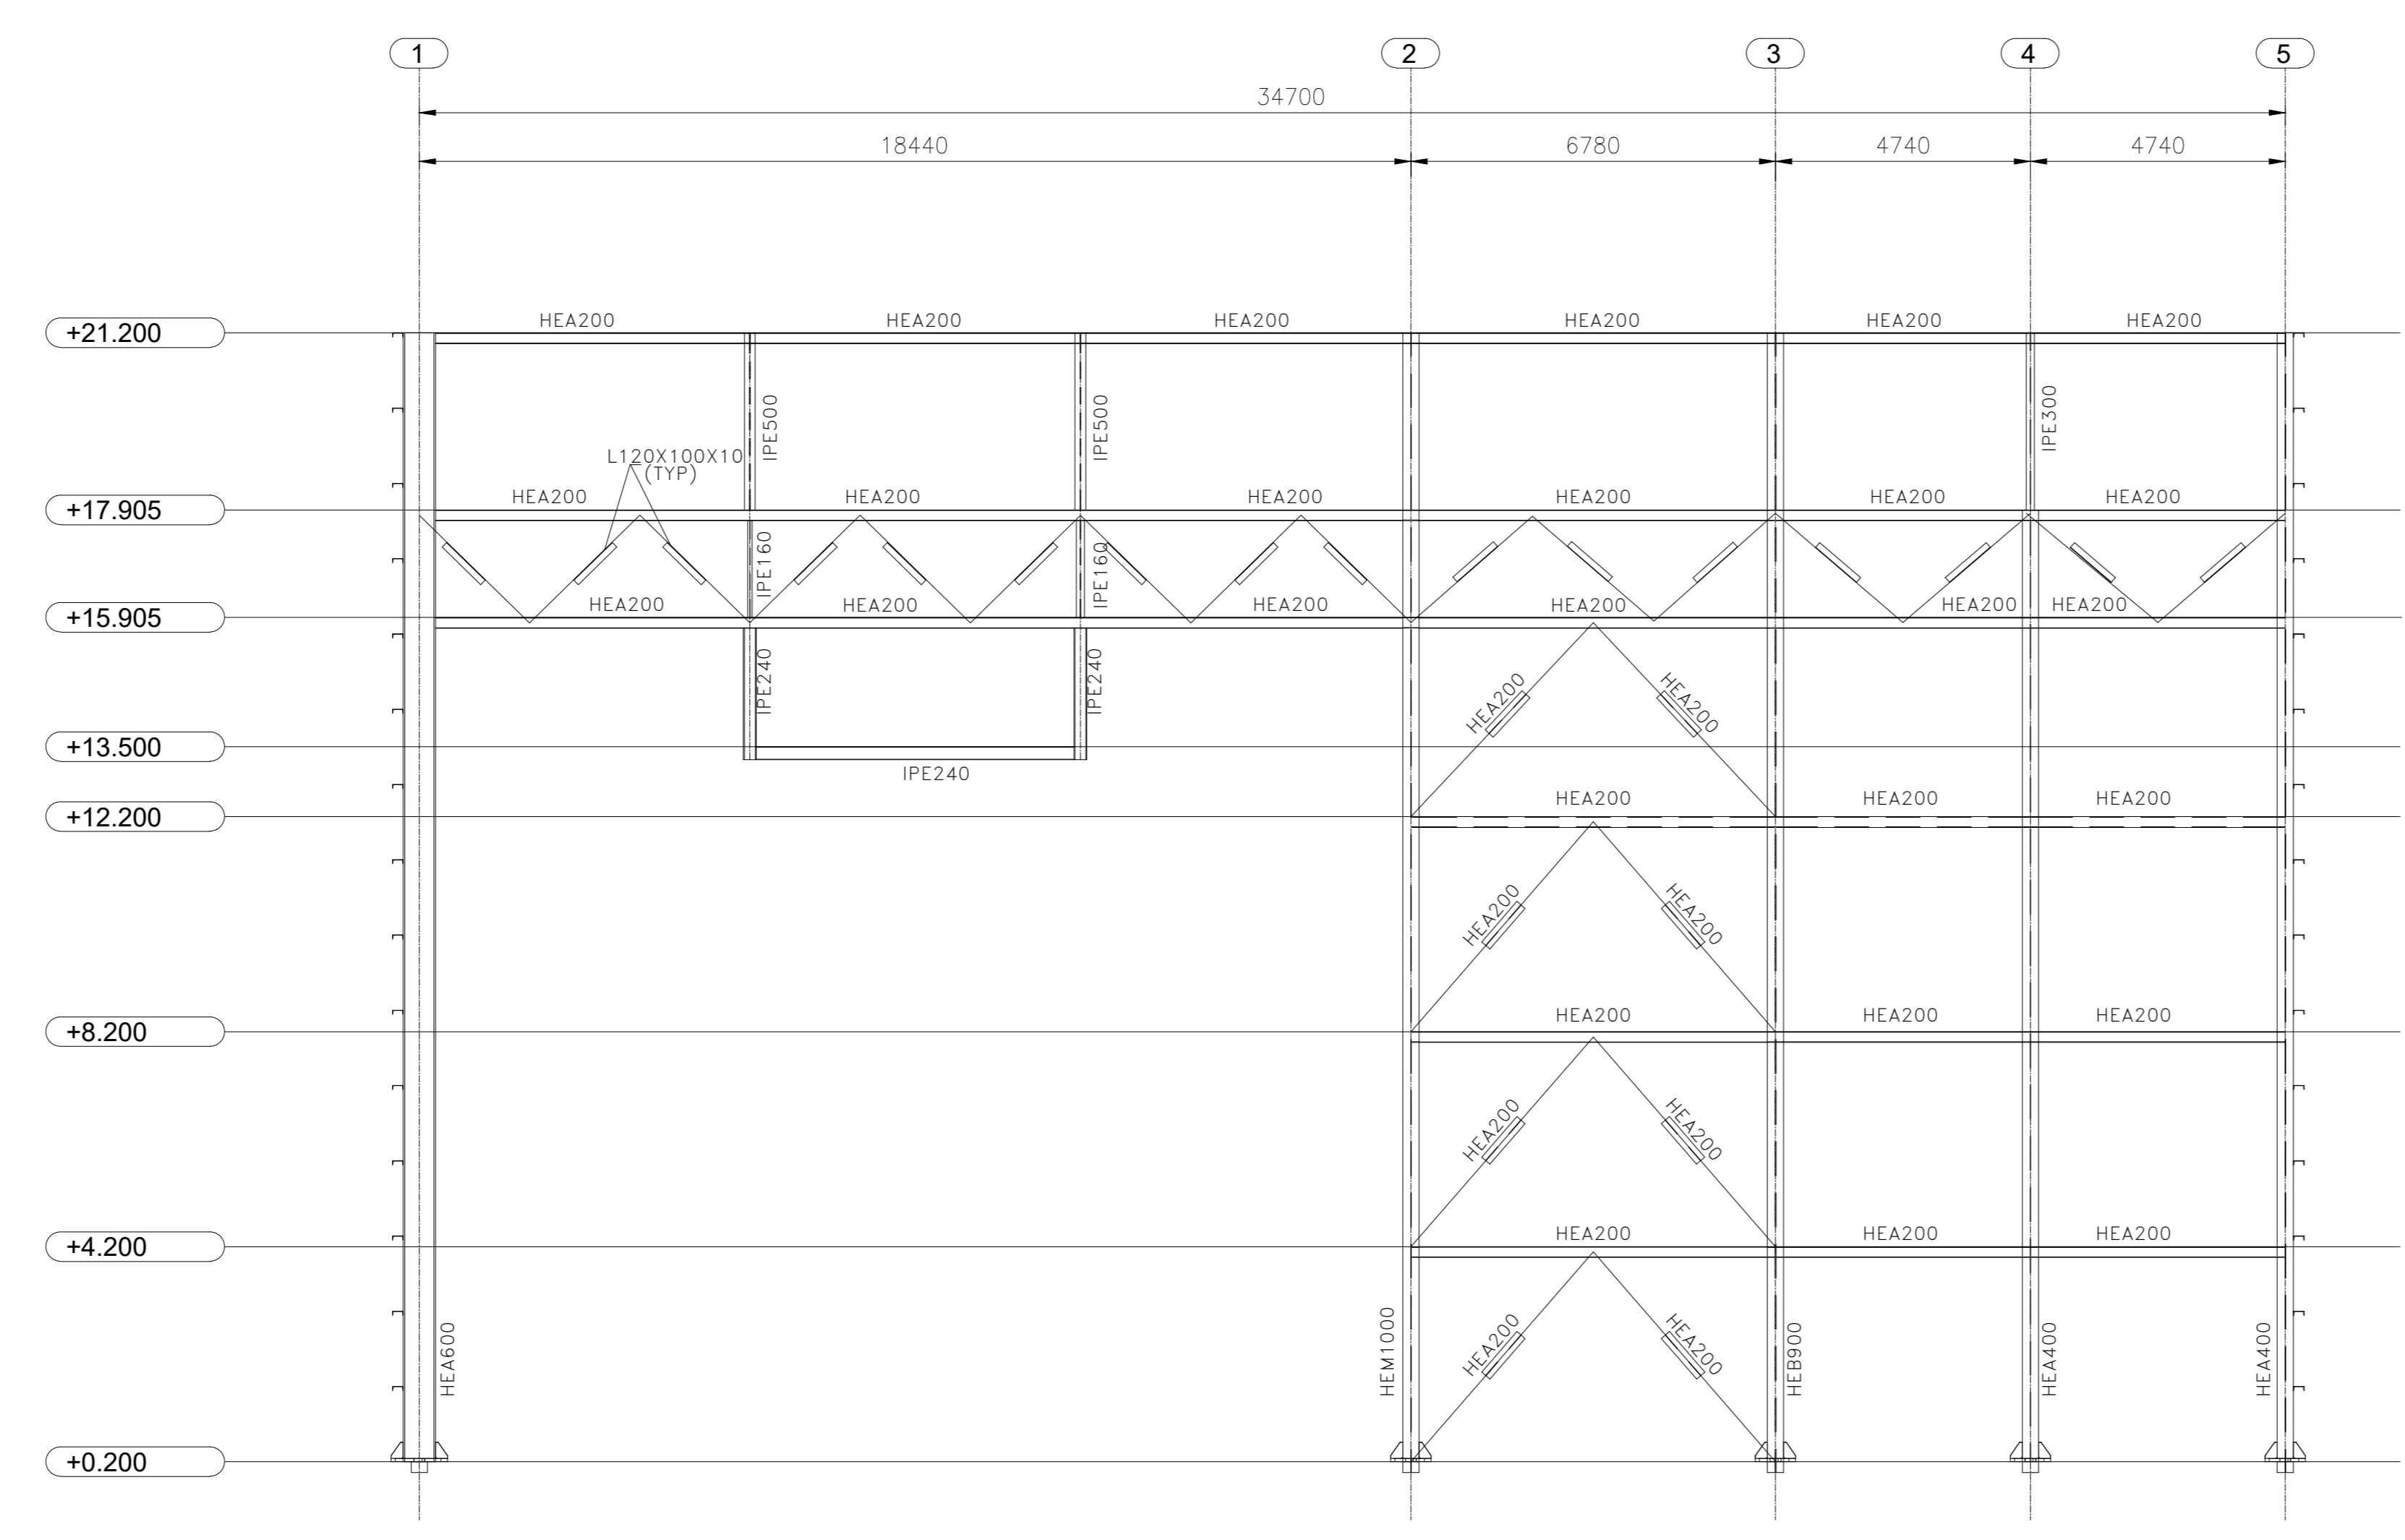 1 2 3 4 5
34700
18440 6780 4740 4740
HEA200 HEA200 HEA200 HEA200 HEA200 HEA200
+21.200
IPE500 IPE500 IPE300
L120X100X10
(TYP)
HEA200 HEA200 HEA200 HEA200 HEA200 HEA200
+17.905
IPE160 IPE160
HEA200 HEA200 HEA200 HEA200 HEA200 HEA200
+15.905
IPE240 IPE240
HEA200 HEA200
+13.500
IPE240
HEA200 HEA200 HEA200
+12.200
HEA200 HEA200
HEA200 HEA200 HEA200
+8.200
HEA200 HEA200
HEA200 HEA200 HEA200
+4.200
HEA600 HEM1000 HEA200 HEA200 HEB900 HEA400 HEA400
+0.200